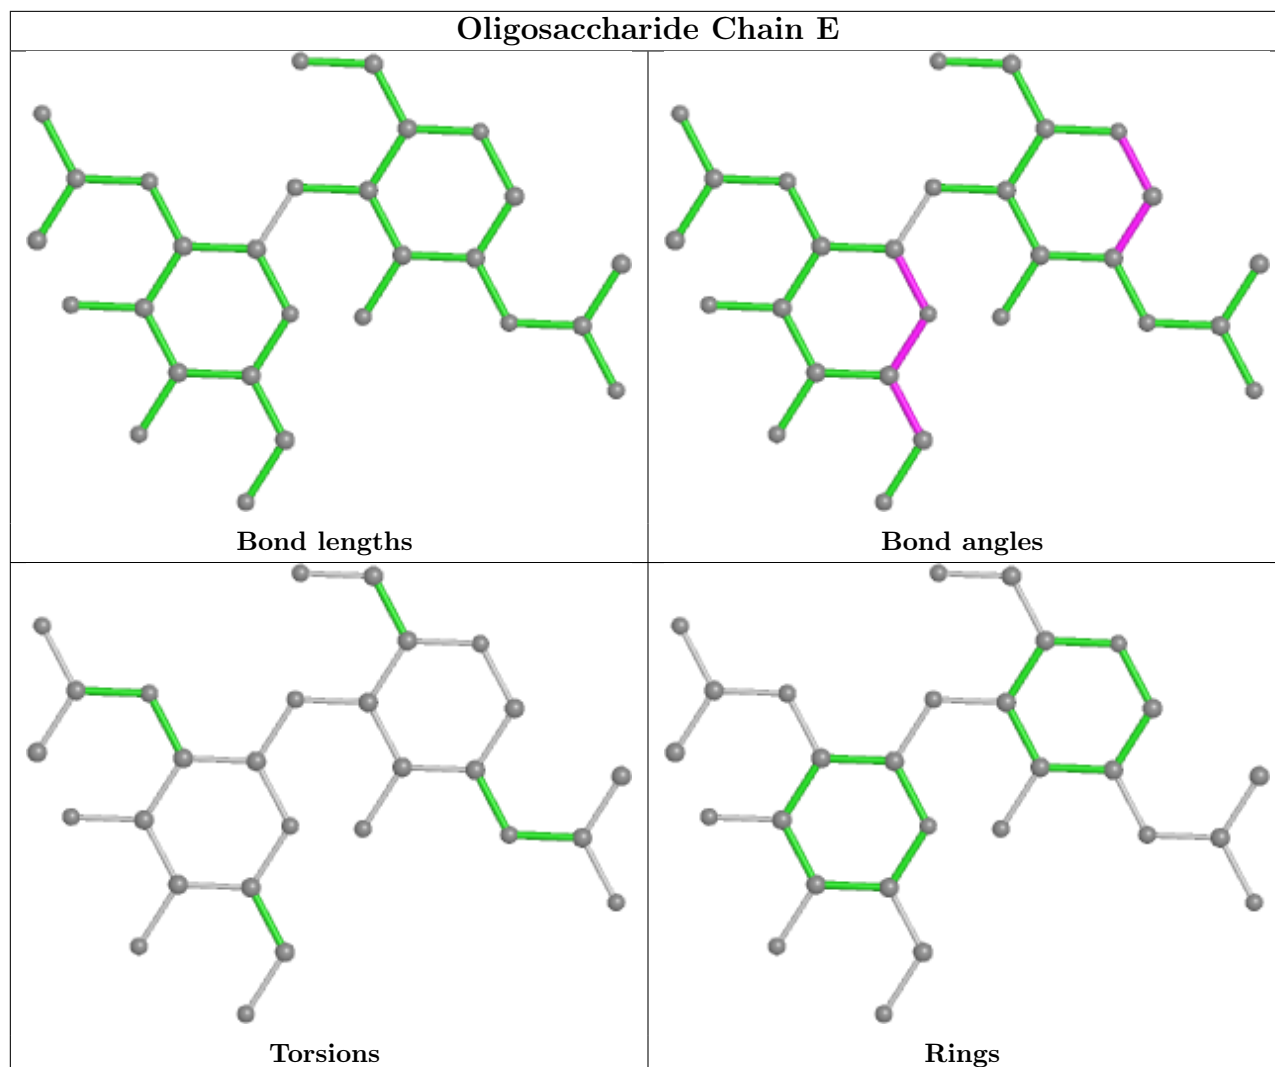 Oligosaccharide Chain E
Bond lengths
Bond angles
Torsions
Rings